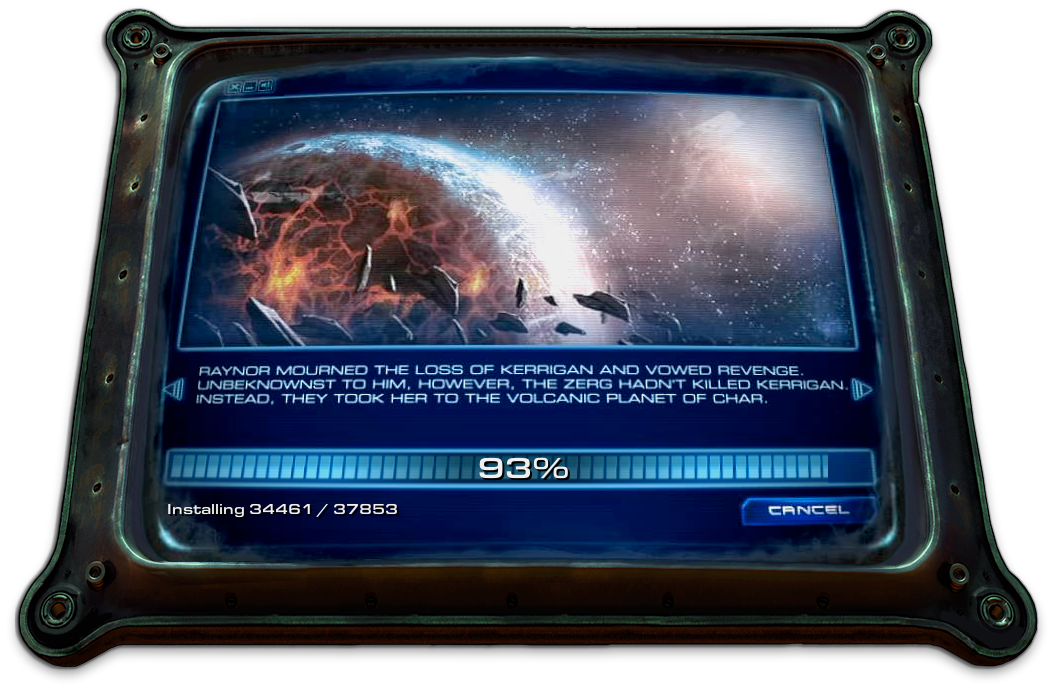 RAYNOR MOURNED THE LOSS OF KERRIGAN AND VOWED REVENGE.
UNBEKNOWNST TO HIM, HOWEVER, THE ZERG HADN'T KILLED KERRIGAN.
INSTEAD, THEY TOOK HER TO THE VOLCANIC PLANET OF CHAR.
93%
Installing 34461 / 37853
CANCEL